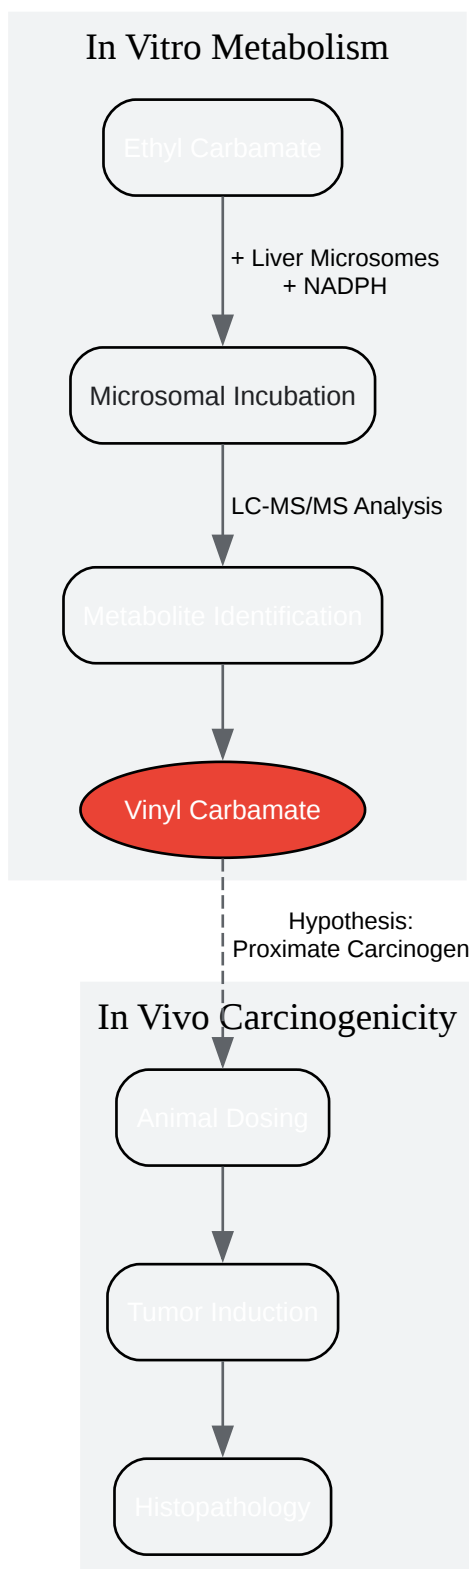 In Vitro Metabolism
Ethyl Carbamate
+ Liver Microsomes
+ NADPH
Microsomal Incubation
LC-MS/MS Analysis
Metabolite Identification
Vinyl Carbamate
Hypothesis:
Proximate Carcinogen
In Vivo Carcinogenicity
Animal Dosing
Tumor Induction
Histopathology